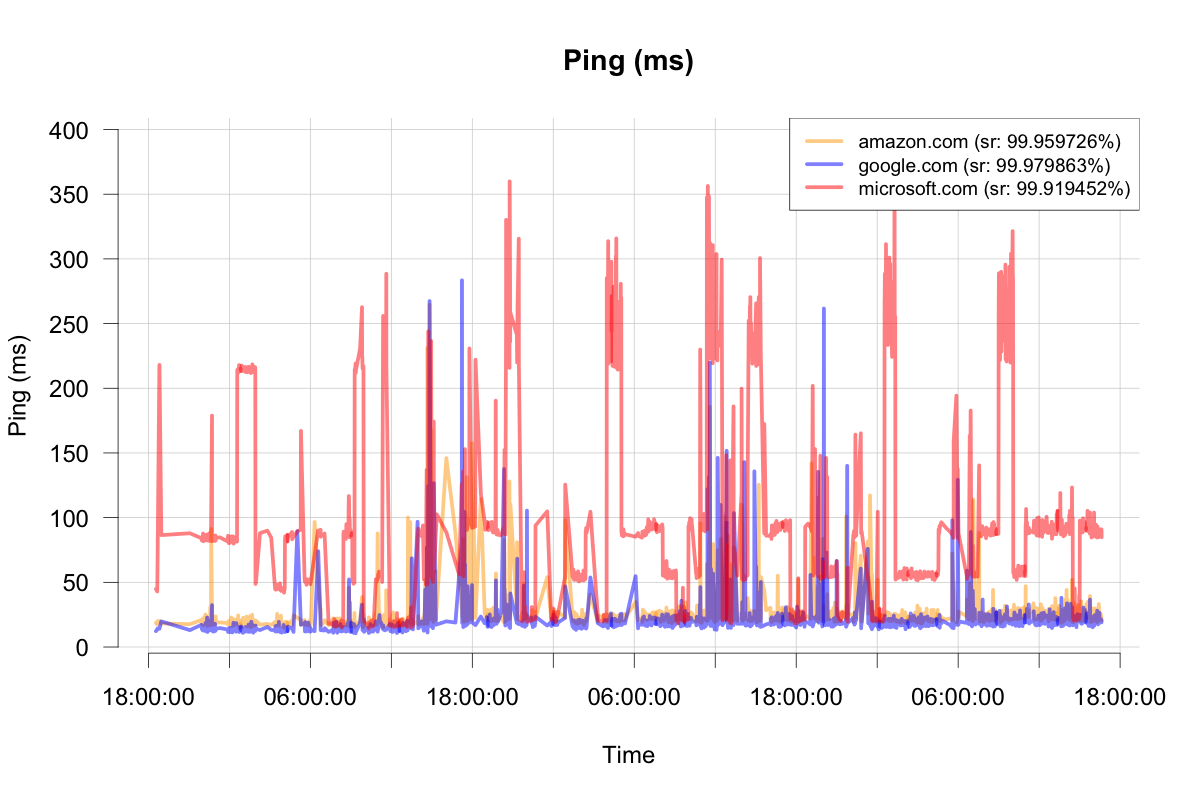 Ping (ms)
amazon.com (sr: 99.959726%)
google.com (sr: 99.979863%)
microsoft.com (sr: 99.919452%)
400
350
300
250
200
150
100
50
0
Ping (ms)
18:00:00 06:00:00 18:00:00 06:00:00 18:00:00 06:00:00 18:00:00
Time